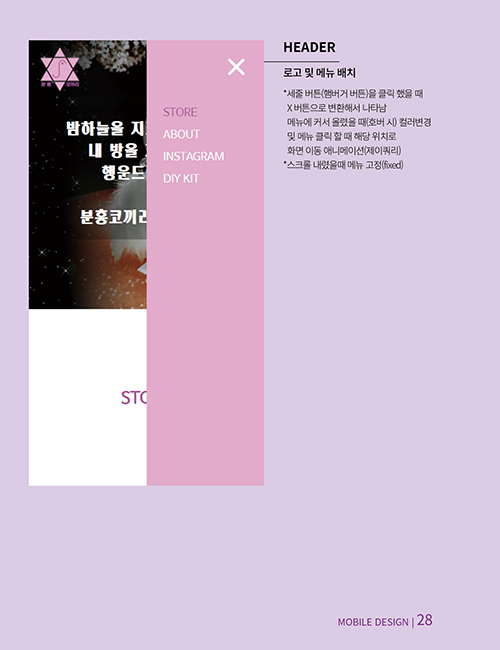 분홍 코끼리
밤하늘을 지
내 방을
행운드
분홍코끼리
STO
STORE
ABOUT
INSTAGRAM
DIY KIT
HEADER
로고 및 메뉴 배치
*세줄 버튼(햄버거 버튼)을 클릭 했을 때
X 버튼으로 변환해서 나타남
메뉴에 커서 올렸을 때(호버 시) 컬러변경
및 메뉴 클릭 할 때 해당 위치로
화면 이동 애니메이션(제이쿼리)
*스크롤 내렸을때 메뉴 고정(fixed)
MOBILE DESIGN | 28